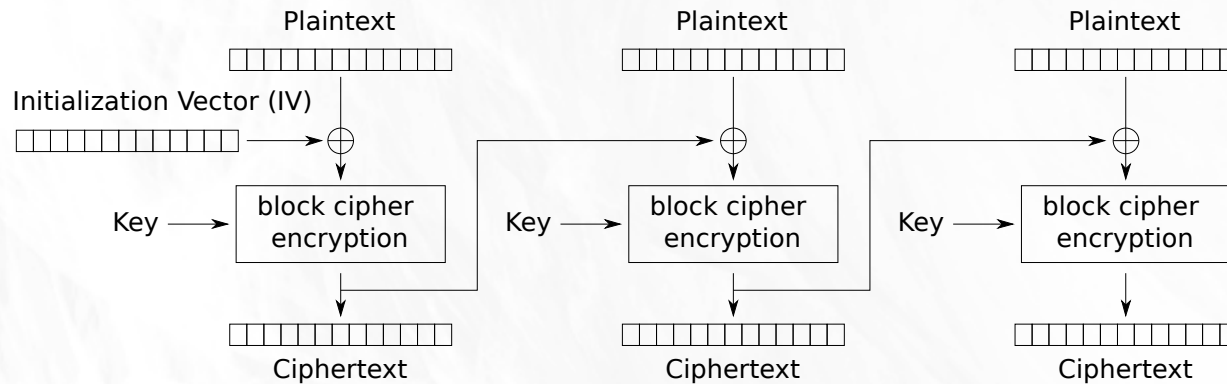 Plaintext
Plaintext
Plaintext
Initialization Vector (IV)
Key
block cipher
encryption
Key
block cipher
encryption
Key
block cipher
encryption
Ciphertext
Ciphertext
Ciphertext